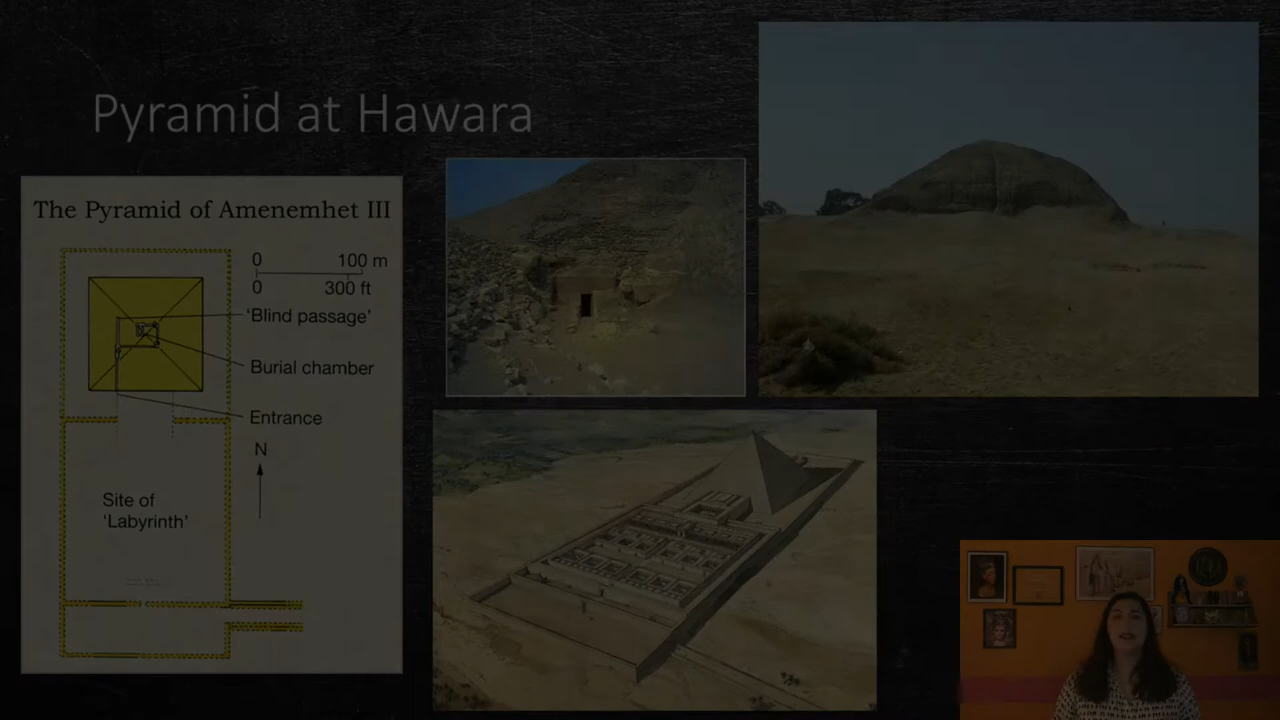 Pyramid at Hawara
The Pyramid of Amenemhet III
0 100 m
0 300 ft
‘Blind passage’
Burial chamber
Entrance
N
Site of
‘Labyrinth’